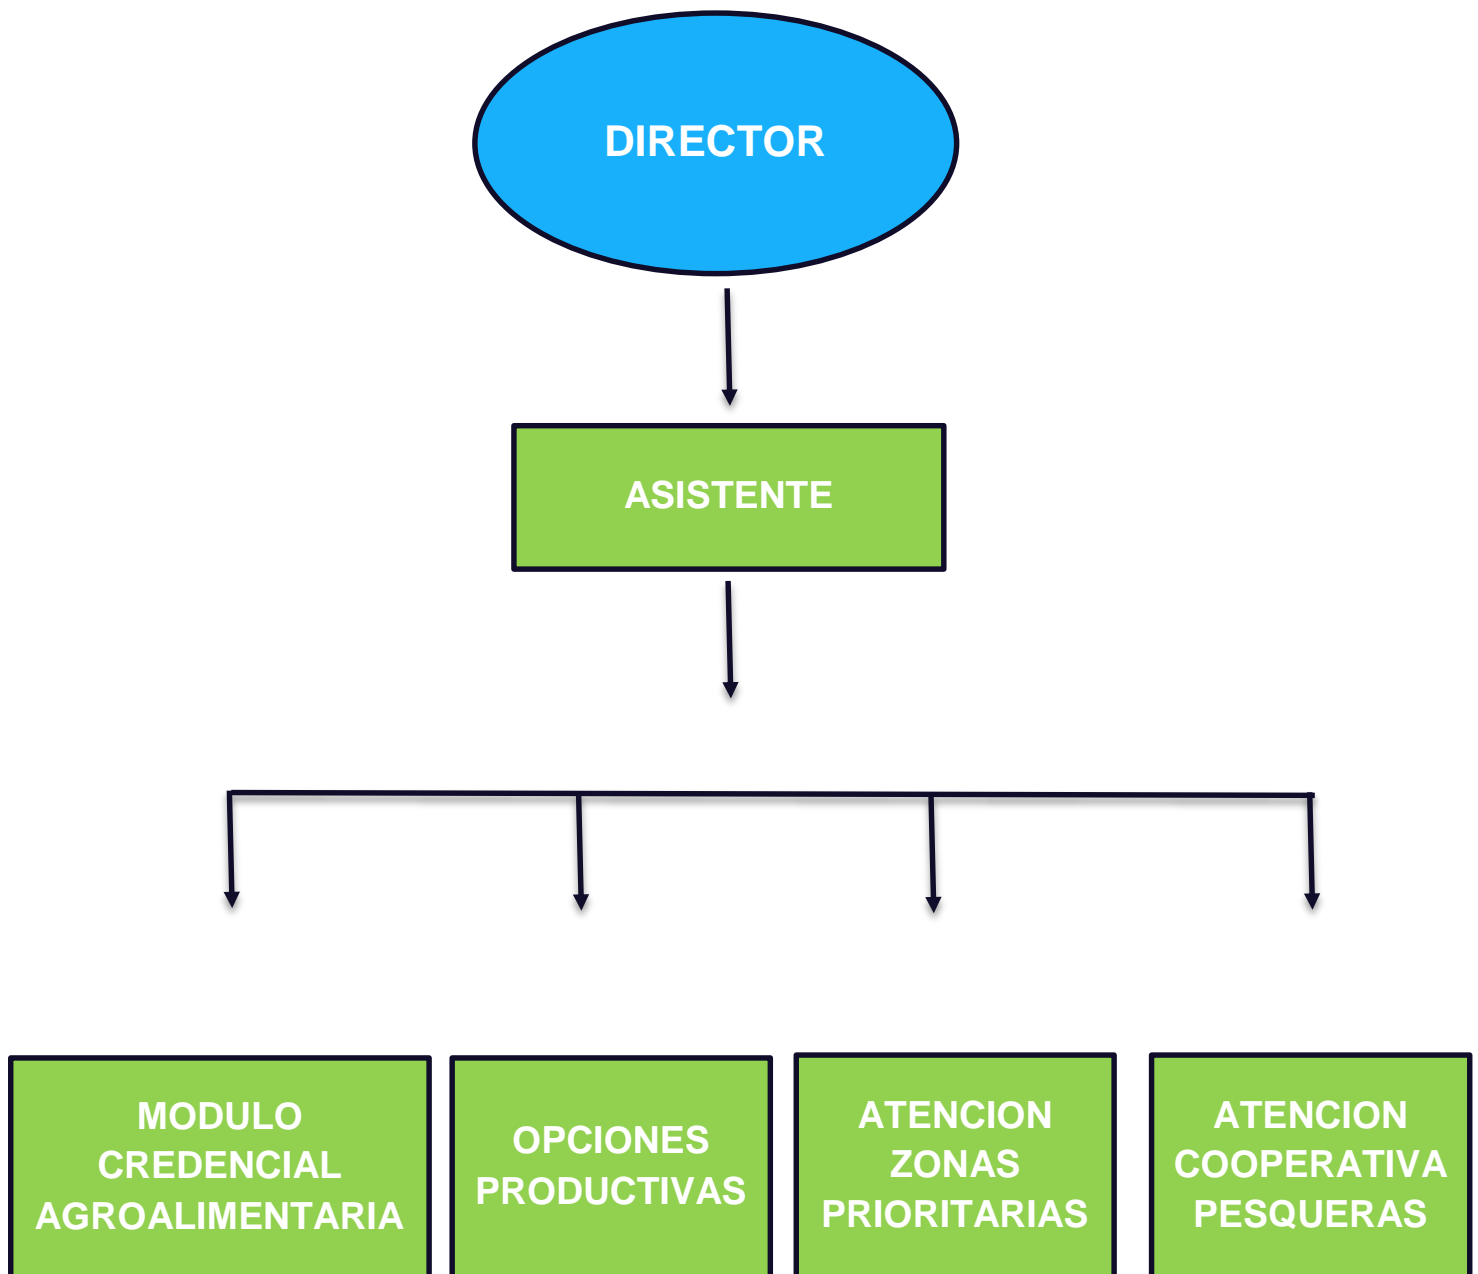 DIRECTOR
ASISTENTE
MODULO
CREDENCIAL
AGROALIMENTARIA
OPCIONES
PRODUCTIVAS
ATENCION
ZONAS
PRIORITARIAS
ATENCION
COOPERATIVA
PESQUERAS